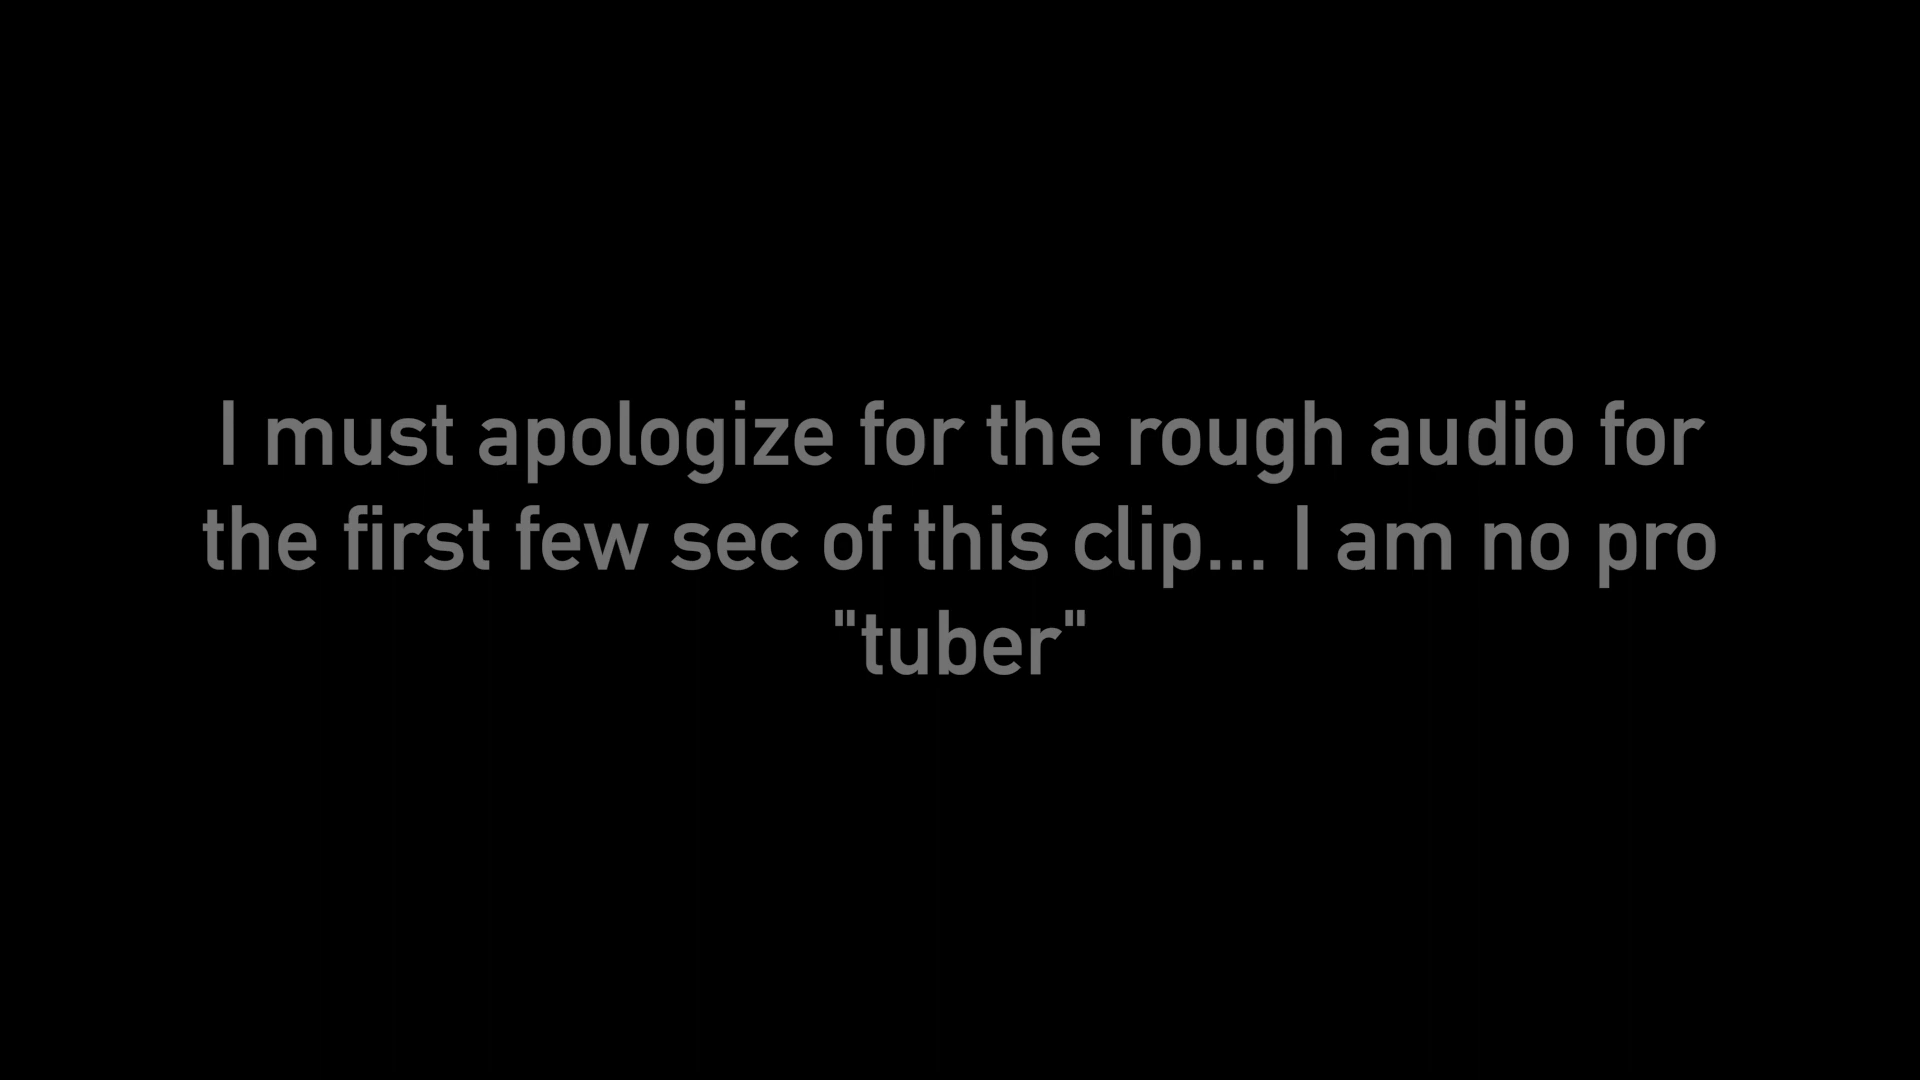 I must apologize for the rough audio for
the first few sec of this clip... I am no pro
"tuber"